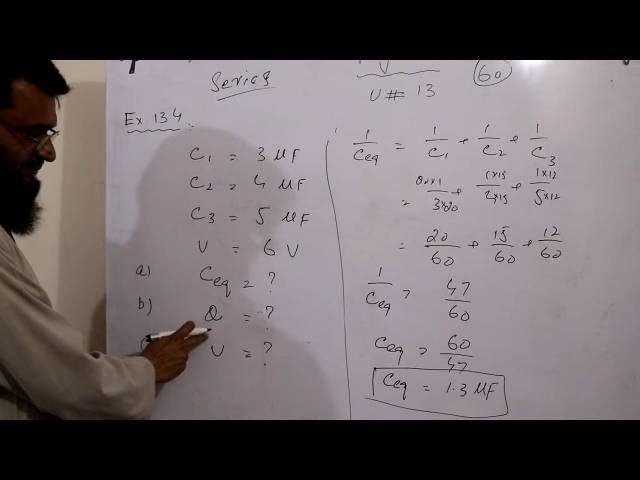 Series
60
U # 13
Ex 13.4
C1 = 3 μF
C2 = 4 μF
C3 = 5 μF
V = 6 V
a) Ceq = ?
b) Q = ?
V = ?
1/Ceq = 1/C1 + 1/C2 + 1/C3
= 20×1/3×20 + 1×15/4×15 + 1×12/5×12
= 20/60 + 15/60 + 12/60
1/Ceq = 47/60
Ceq = 60/47
Ceq = 1.3 μF